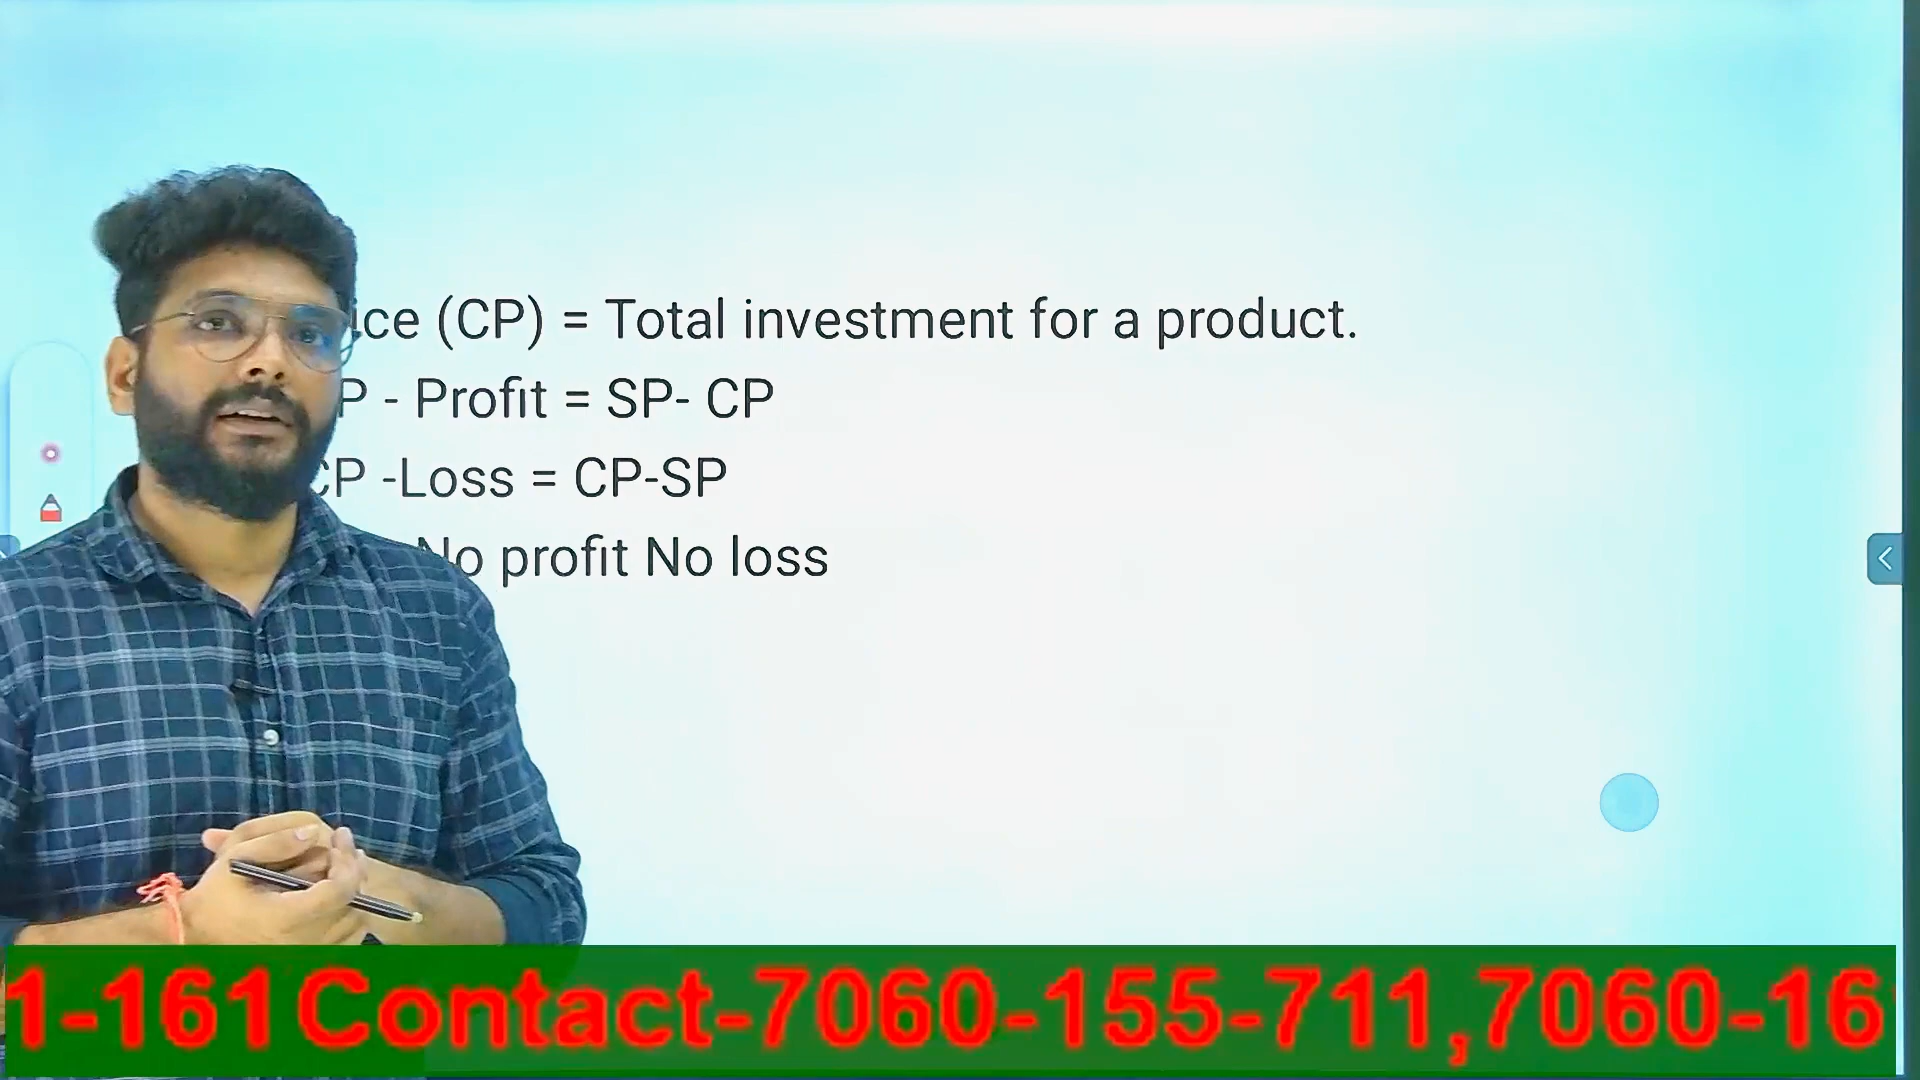 (CP) = Total investment for a product.
- Profit = SP- CP
CP -Loss = CP-SP
No profit No loss
1-161 Contact-7060-155-711,7060-16